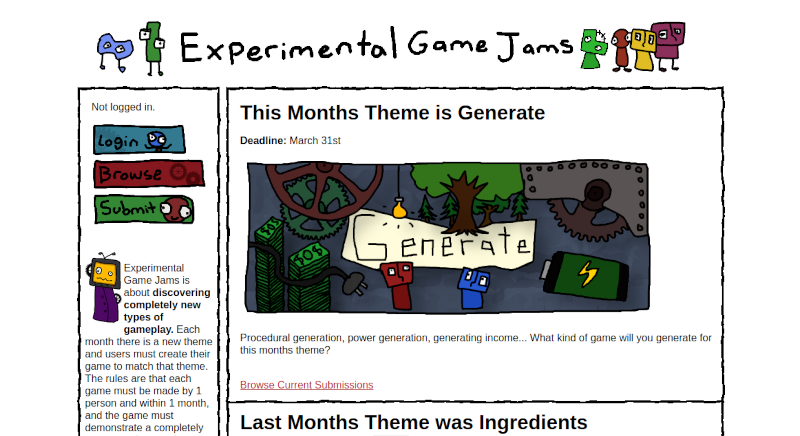 Experimental Game Jams
Not logged in.
Login
Browse
Submit
Experimental
Game Jams is
about discovering
completely new
types of
gameplay. Each
month there is a new theme
and users must create their
game to match that theme.
The rules are that each
game must be made by 1
person and within 1 month,
and the game must
demonstrate a completely
This Months Theme is Generate
Deadline: March 31st
Generate
Procedural generation, power generation, generating income... What kind of game will you generate for
this months theme?
Browse Current Submissions
Last Months Theme was Ingredients